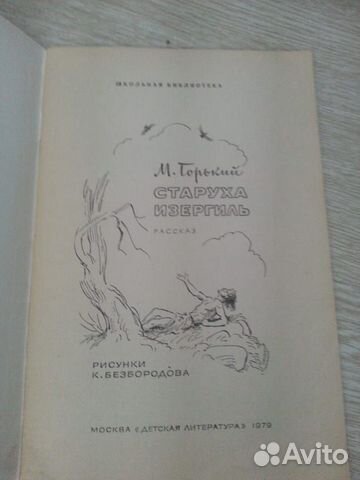 ШКОЛЬНАЯ БИБЛИОТЕКА
М. Горький
СТАРУХА
ИЗЕРГИЛЬ
РАССКАЗ
РИСУНКИ
К. БЕЗБОРОДОВА
МОСКВА «ДЕТСКАЯ ЛИТЕРАТУРА» 1979
Avito